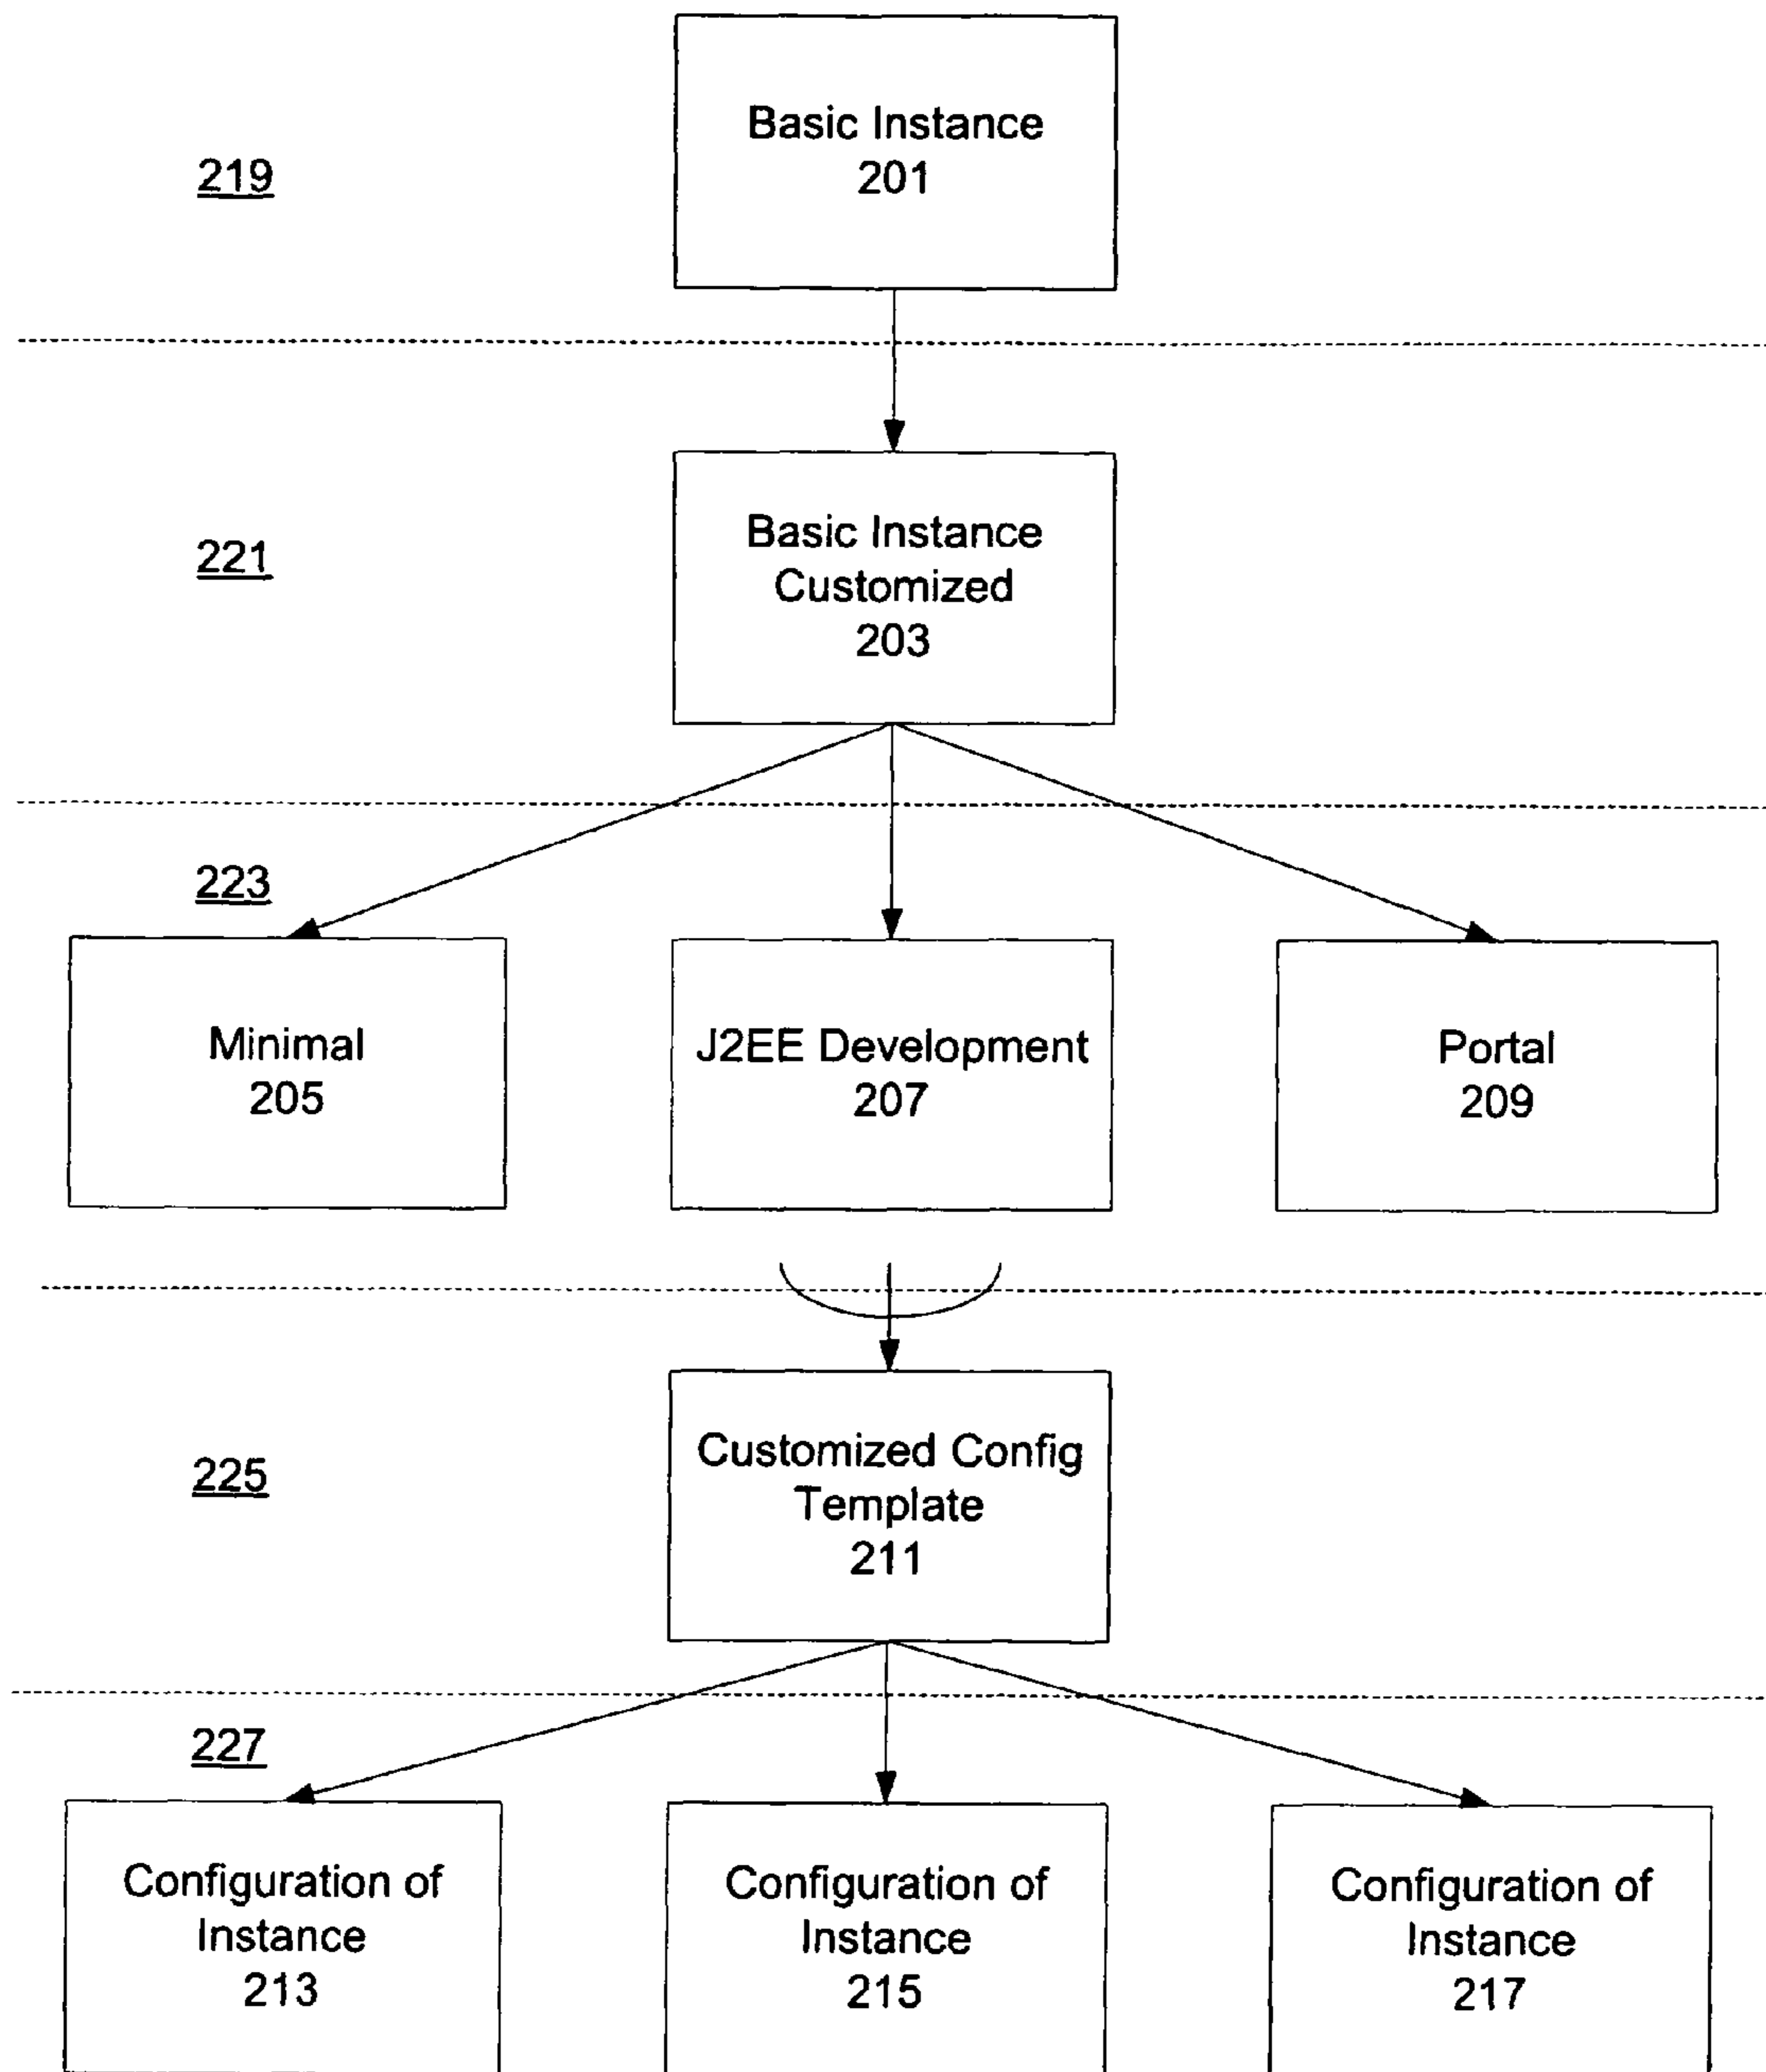 Basic Instance
201
219
Basic Instance
Customized
203
221
223
Minimal
205
J2EE Development
207
Portal
209
Customized Config
Template
211
225
227
Configuration of
Instance
213
Configuration of
Instance
215
Configuration of
Instance
217